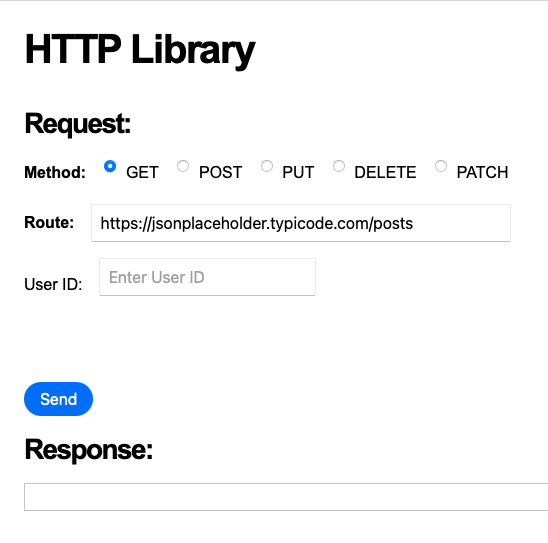 HTTP Library
Request:
Method: GET POST PUT DELETE PATCH
Route: https://jsonplaceholder.typicode.com/posts
User ID: Enter User ID
Send
Response: